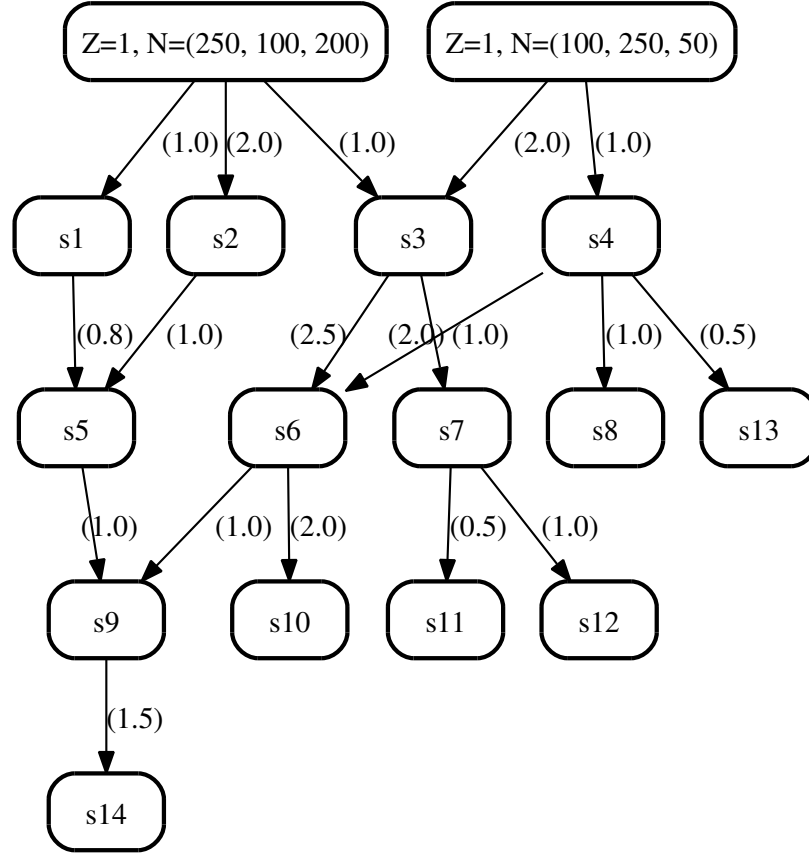 Z=1, N=(250, 100, 200)
Z=1, N=(100, 250, 50)
(1.0)
(2.0)
(1.0)
(2.0)
(1.0)
s1
s2
s3
s4
(0.8)
(1.0)
(2.5)
(2.0)
(1.0)
(1.0)
(0.5)
s5
s6
s7
s8
s13
(1.0)
(1.0)
(2.0)
(0.5)
(1.0)
s9
s10
s11
s12
(1.5)
s14